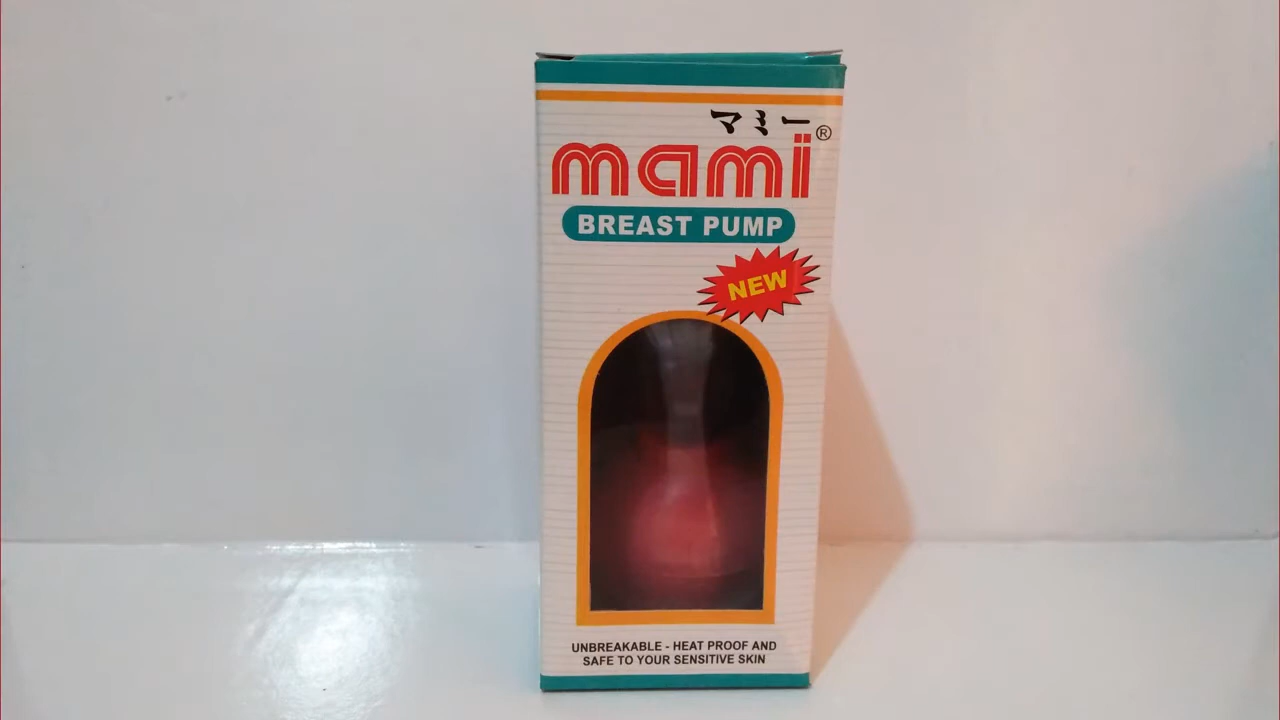 マミー
mami®
BREAST PUMP
NEW
UNBREAKABLE - HEAT PROOF AND
SAFE TO YOUR SENSITIVE SKIN